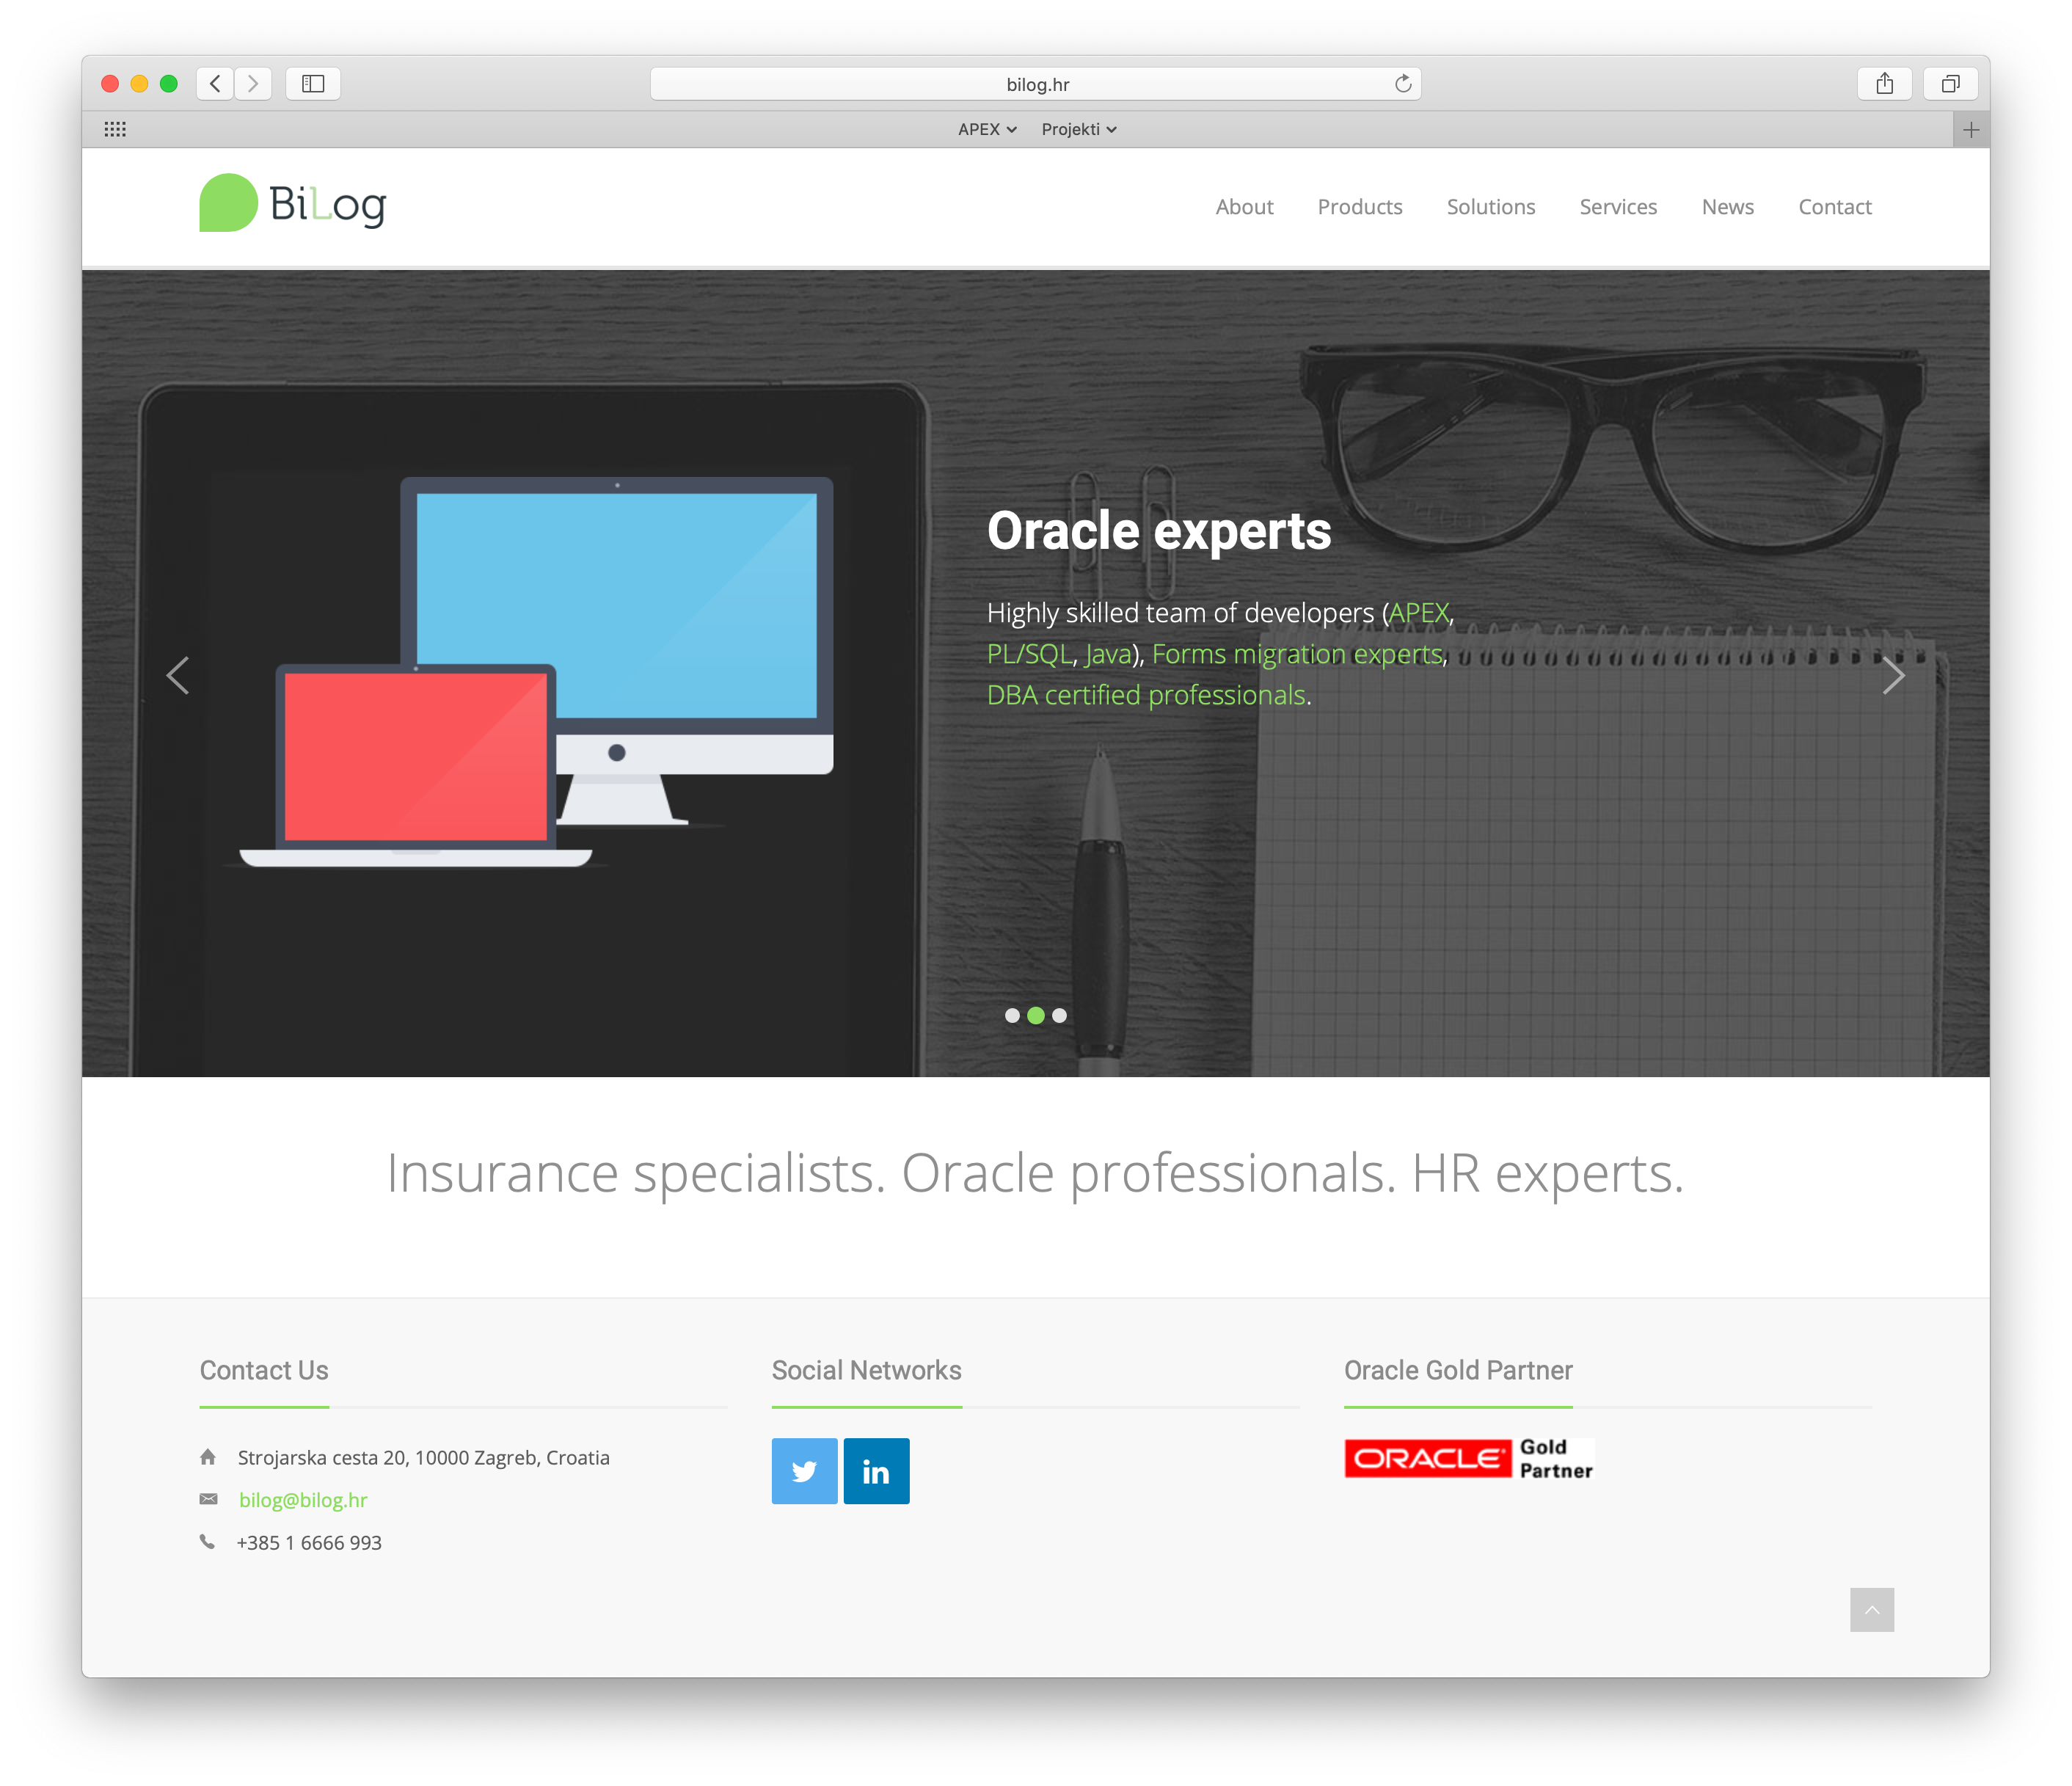 bilog.hr
APEX Projekti
BiLog
About Products Solutions Services News Contact
Oracle experts
Highly skilled team of developers (APEX,
PL/SQL, Java), Forms migration experts,
DBA certified professionals.
Insurance specialists. Oracle professionals. HR experts.
Contact Us
Strojarska cesta 20, 10000 Zagreb, Croatia
bilog@bilog.hr
+385 1 6666 993
Social Networks
in
Oracle Gold Partner
ORACLE® Gold
Partner